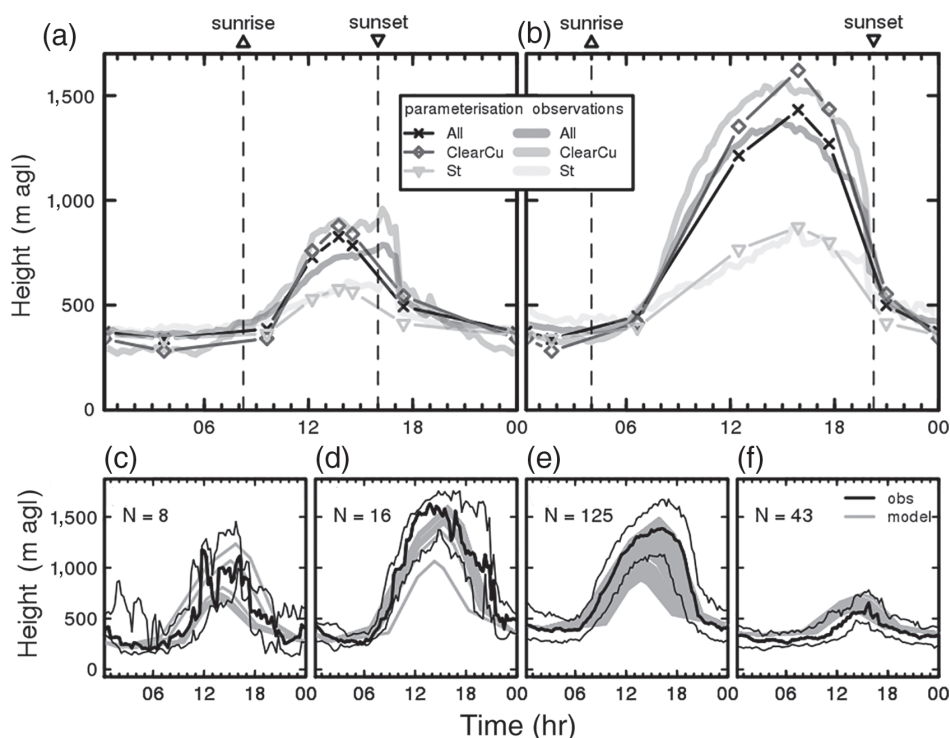 (a) sunrise sunset (b) sunrise sunset
Height (m agl)
1,500
1,000
500
0
parameterisation observations
All All
ClearCu ClearCu
St St
06 12 18 00 06 12 18 00
(c) (d) (e) (f)
Height (m agl)
1,500
1,000
500
0
N = 8 N = 16 N = 125 N = 43
obs
model
06 12 18 00 06 12 18 00 06 12 18 00 06 12 18 00
Time (hr)